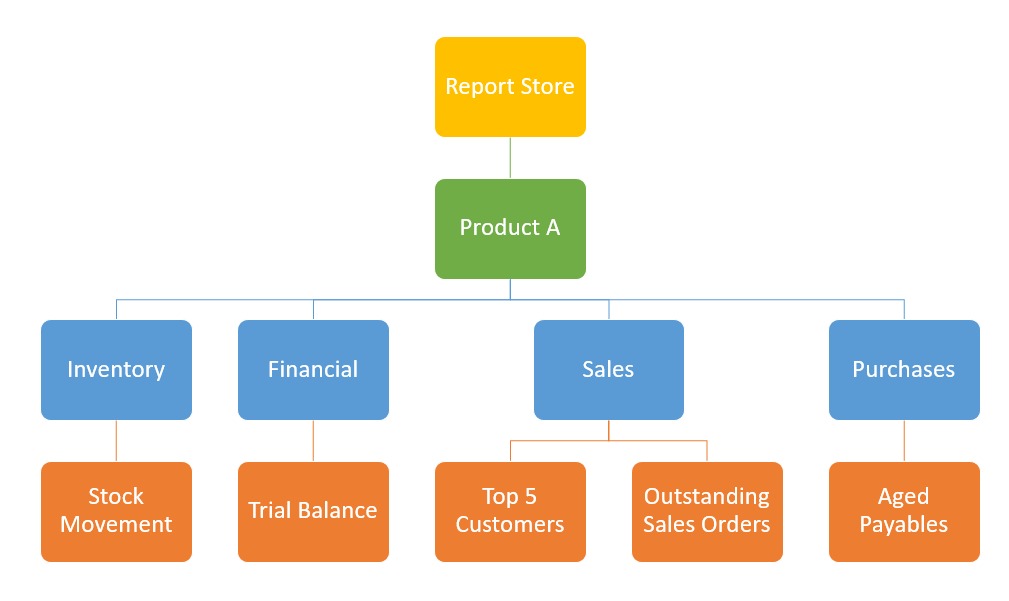 Report Store
Product A
Inventory
Financial
Sales
Purchases
Stock
Movement
Trial Balance
Top 5
Customers
Outstanding
Sales Orders
Aged
Payables